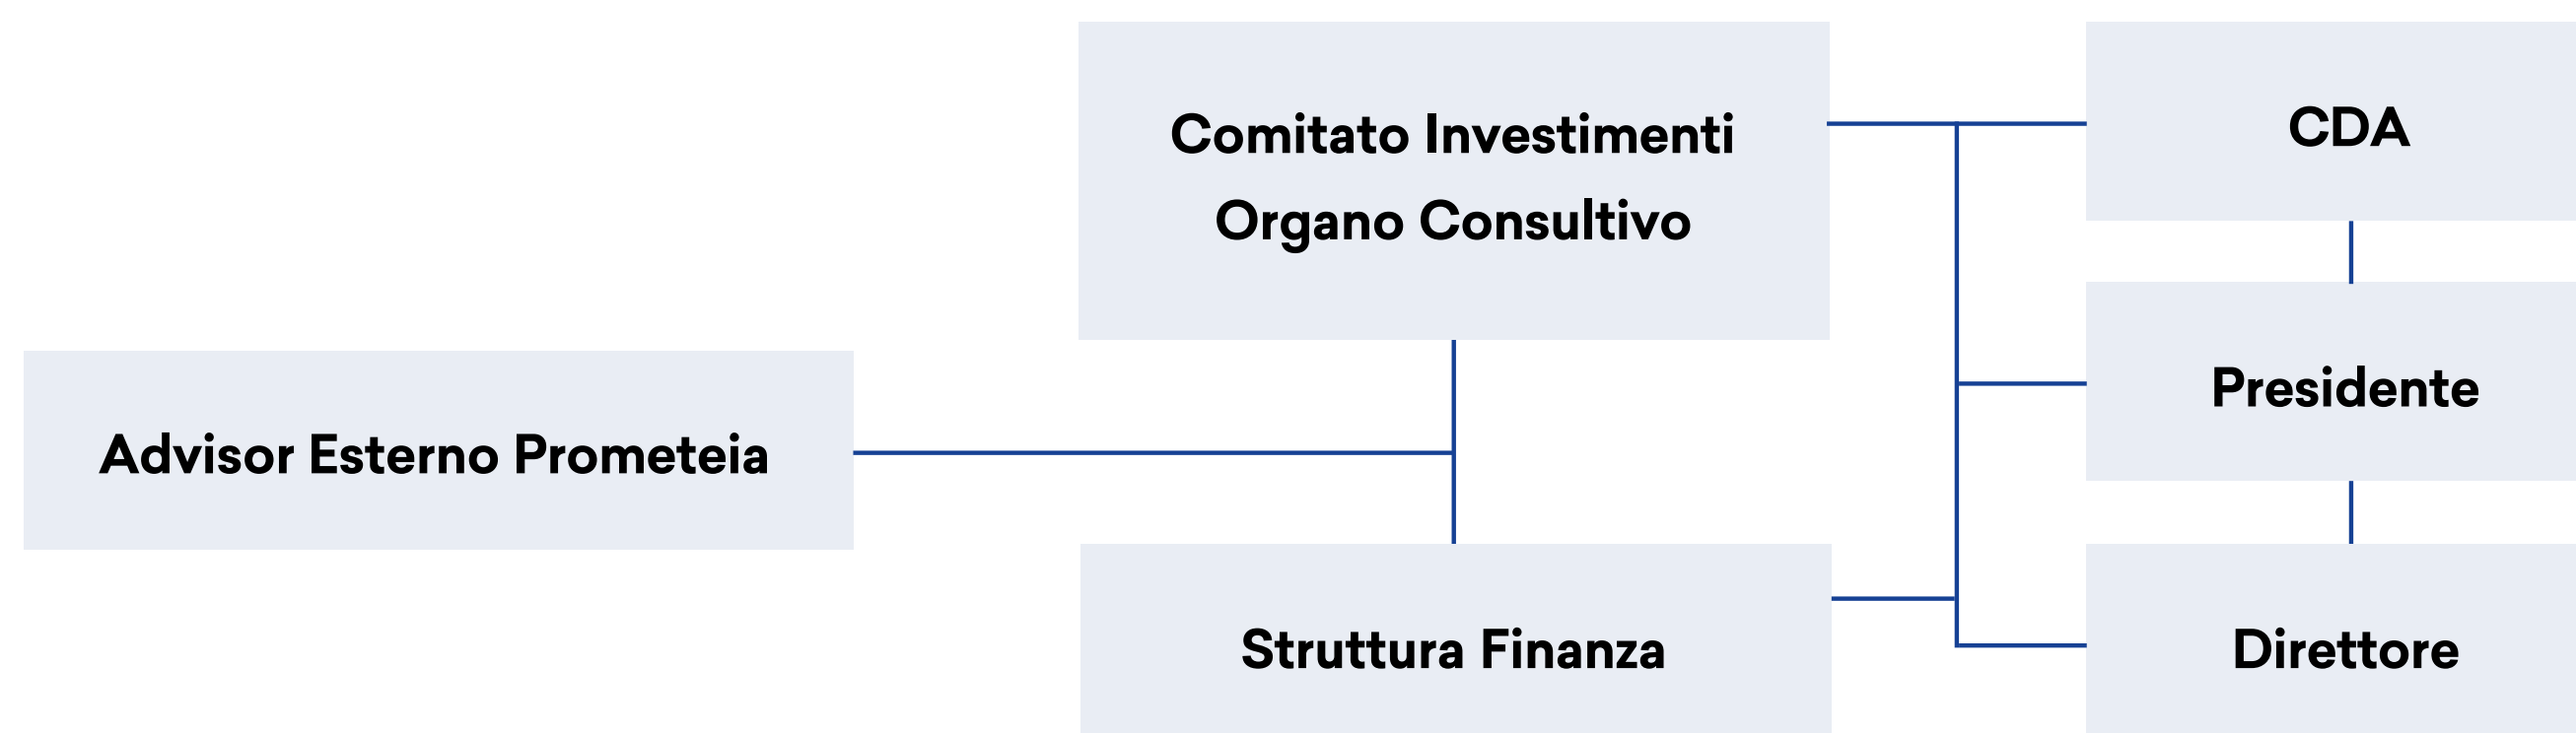 Comitato Investimenti
Organo Consultivo
CDA
Presidente
Advisor Esterno Prometeia
Struttura Finanza
Direttore